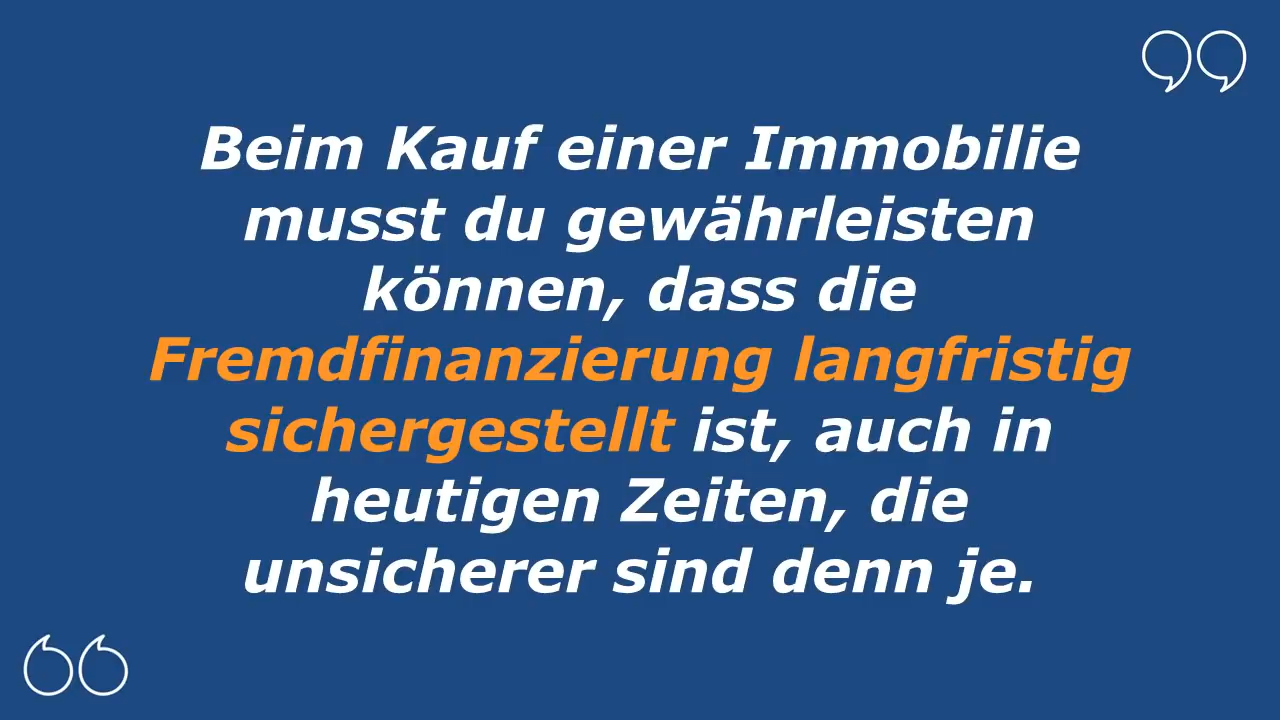 Beim Kauf einer Immobilie
musst du gewährleisten
können, dass die
Fremdfinanzierung langfristig
sichergestellt ist, auch in
heutigen Zeiten, die
unsicherer sind denn je.